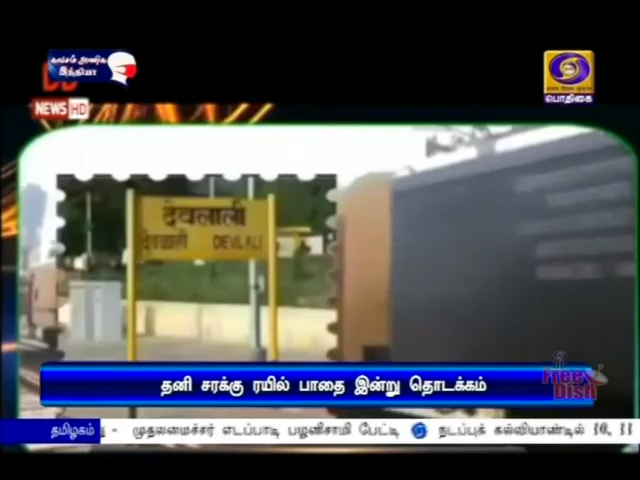 கவசம் அணிக
இந்தியா
NEWS HD
பொதிகை
देवलाली
देवळाली DEVLALI
தனி சரக்கு ரயில் பாதை இன்று தொடக்கம்
Free
Dish
தமிழகம் - முதலமைச்சர் எடப்பாடி பழனிசாமி பேட்டி நடப்புக் கல்வியாண்டில் 10, 11